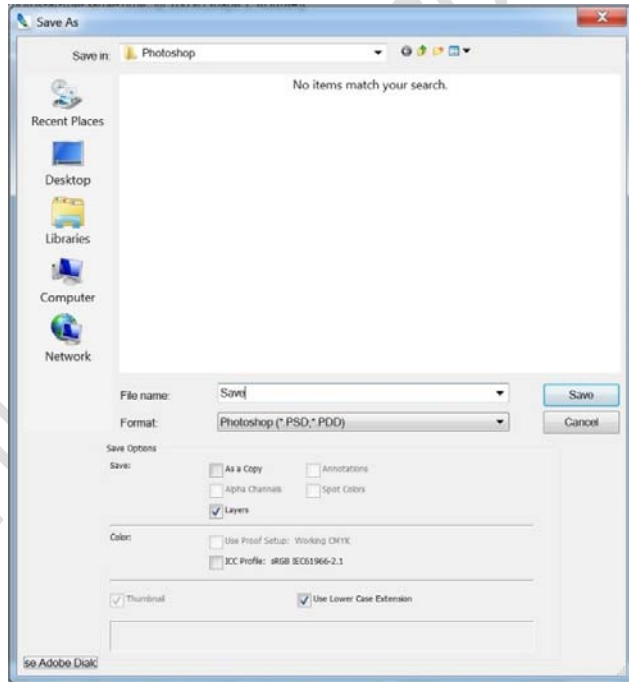 Save As
Save in:
Photoshop
No items match your search.
Recent Places
Desktop
Libraries
Computer
Network
File name:
Save
Save
Format:
Photoshop (*.PSD;*.PDD)
Cancel
Save Options
Save:
As a Copy
Annotations
Alpha Channels
Spot Colors
Layers
Color:
Use Proof Setup: Working CMYK
ICC Profile: sRGB IEC61966-2.1
Thumbnail
Use Lower Case Extension
se Adobe Dialc